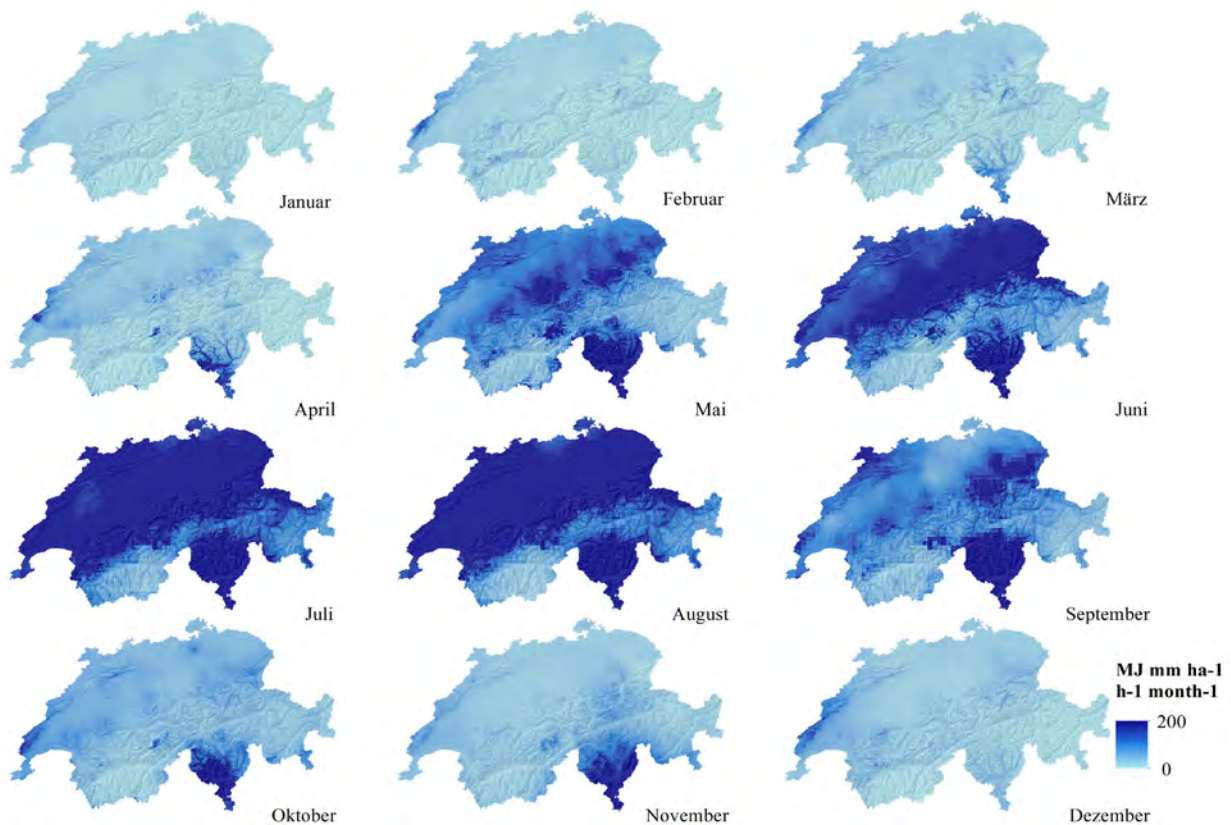 Januar
Februar
März
April
Mai
Juni
Juli
August
September
MJ mm ha-1
h-1 month-1
200
0
Oktober
November
Dezember